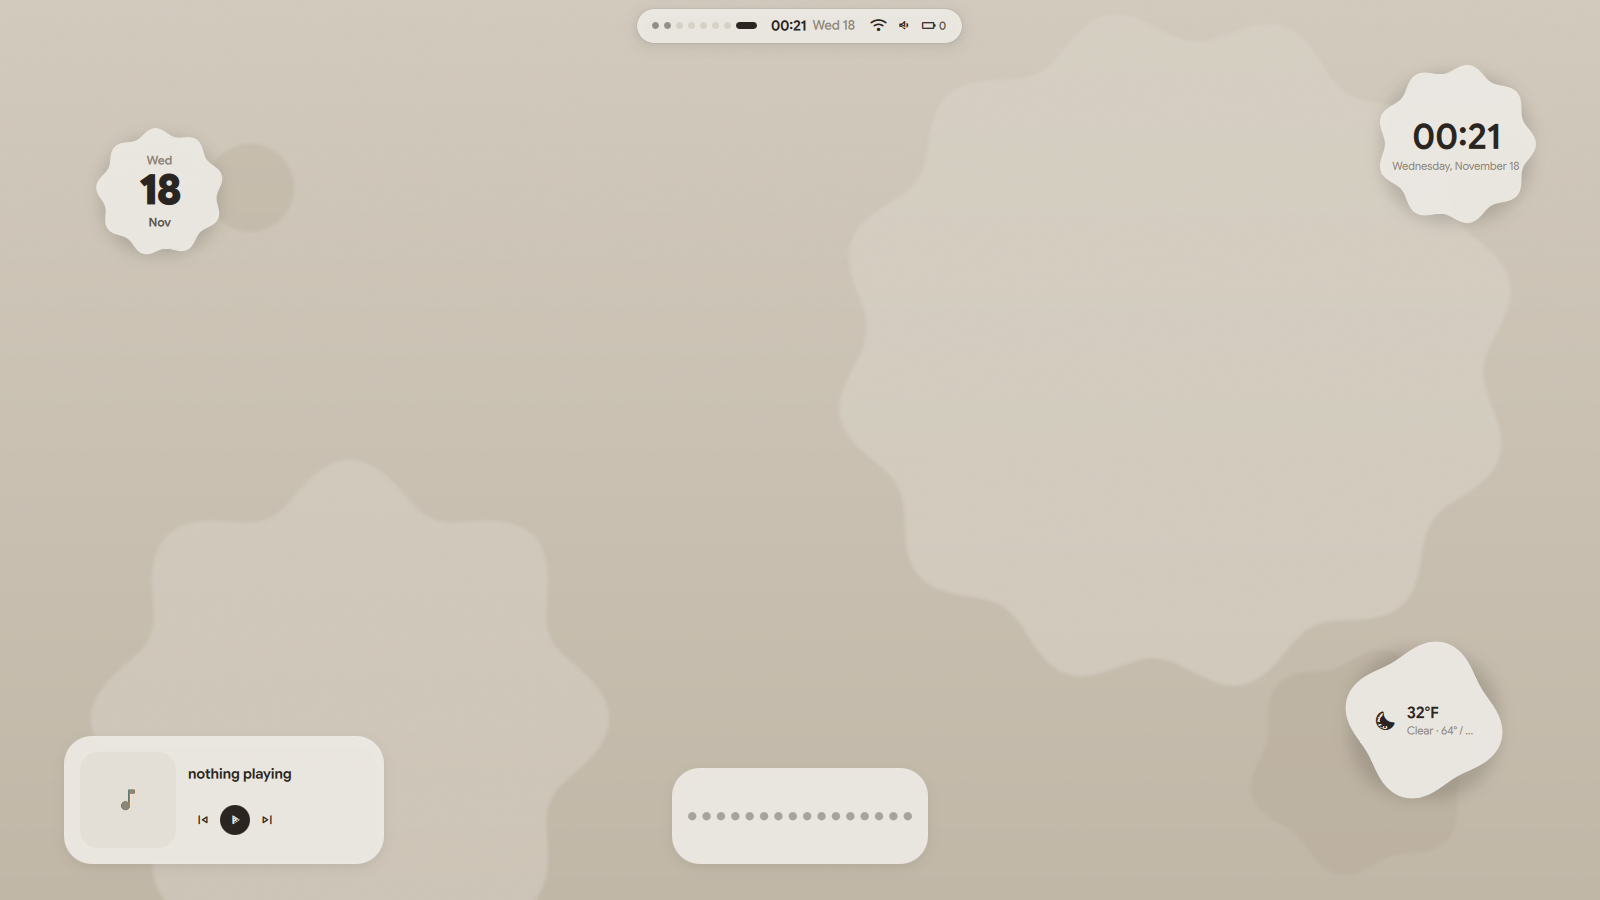 00:21 Wed 18 0
Wed
18
Nov
00:21
Wednesday, November 18
32°F
Clear · 64° / ...
nothing playing